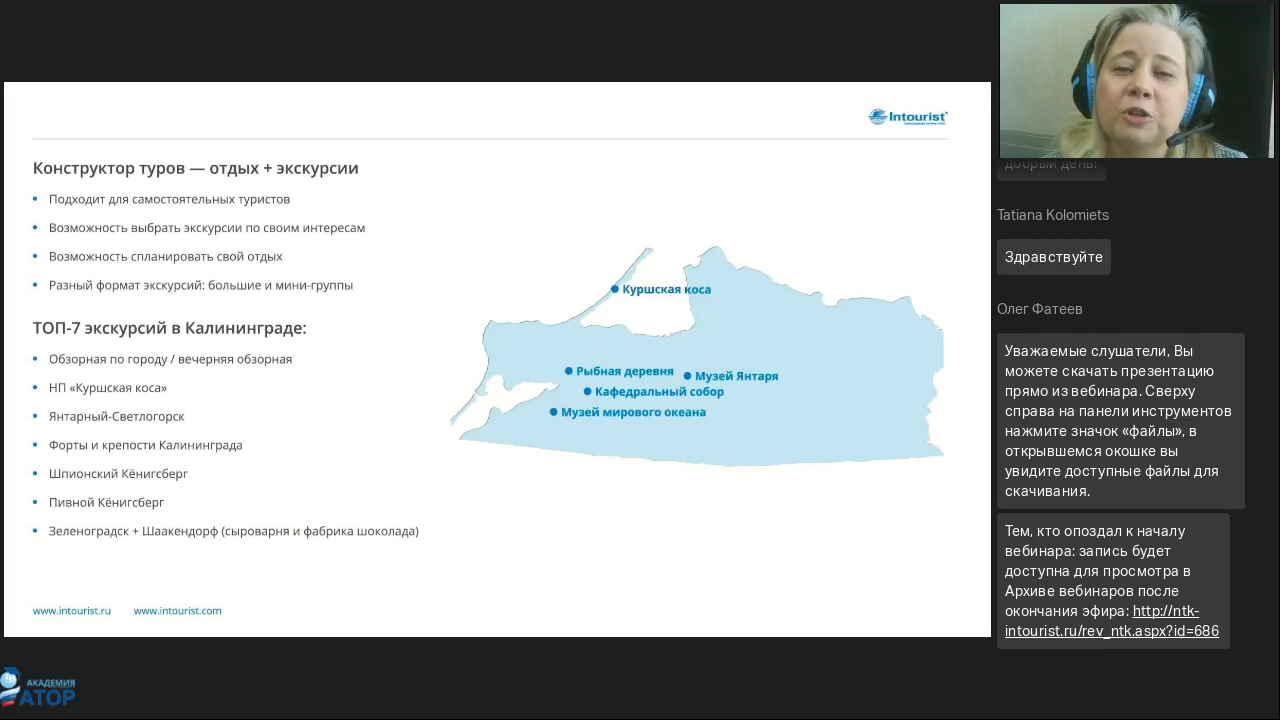 Intourist
Конструктор туров — отдых + экскурсии
Подходит для самостоятельных туристов
Возможность выбрать экскурсии по своим интересам
Возможность спланировать свой отдых
Разный формат экскурсий: большие и мини-группы
ТОП-7 экскурсий в Калининграде:
Обзорная по городу / вечерняя обзорная
НП «Куршская коса»
Янтарный-Светлогорск
Форты и крепости Калининграда
Шпионский Кёнигсберг
Пивной Кёнигсберг
Зеленоградск + Шаакендорф (сыроварня и фабрика шоколада)
www.intourist.ru www.intourist.com
Куршская коса
Рыбная деревня
Музей Янтаря
Кафедральный собор
Музей мирового океана
АКАДЕМИЯ
АТОР
добрый день!
Tatiana Kolomiets
Здравствуйте
Олег Фатеев
Уважаемые слушатели, Вы
можете скачать презентацию
прямо из вебинара. Сверху
справа на панели инструментов
нажмите значок «файлы», в
открывшемся окошке вы
увидите доступные файлы для
скачивания.
Тем, кто опоздал к началу
вебинара: запись будет
доступна для просмотра в
Архиве вебинаров после
окончания эфира: http://ntk-
intourist.ru/rev_ntk.aspx?id=686